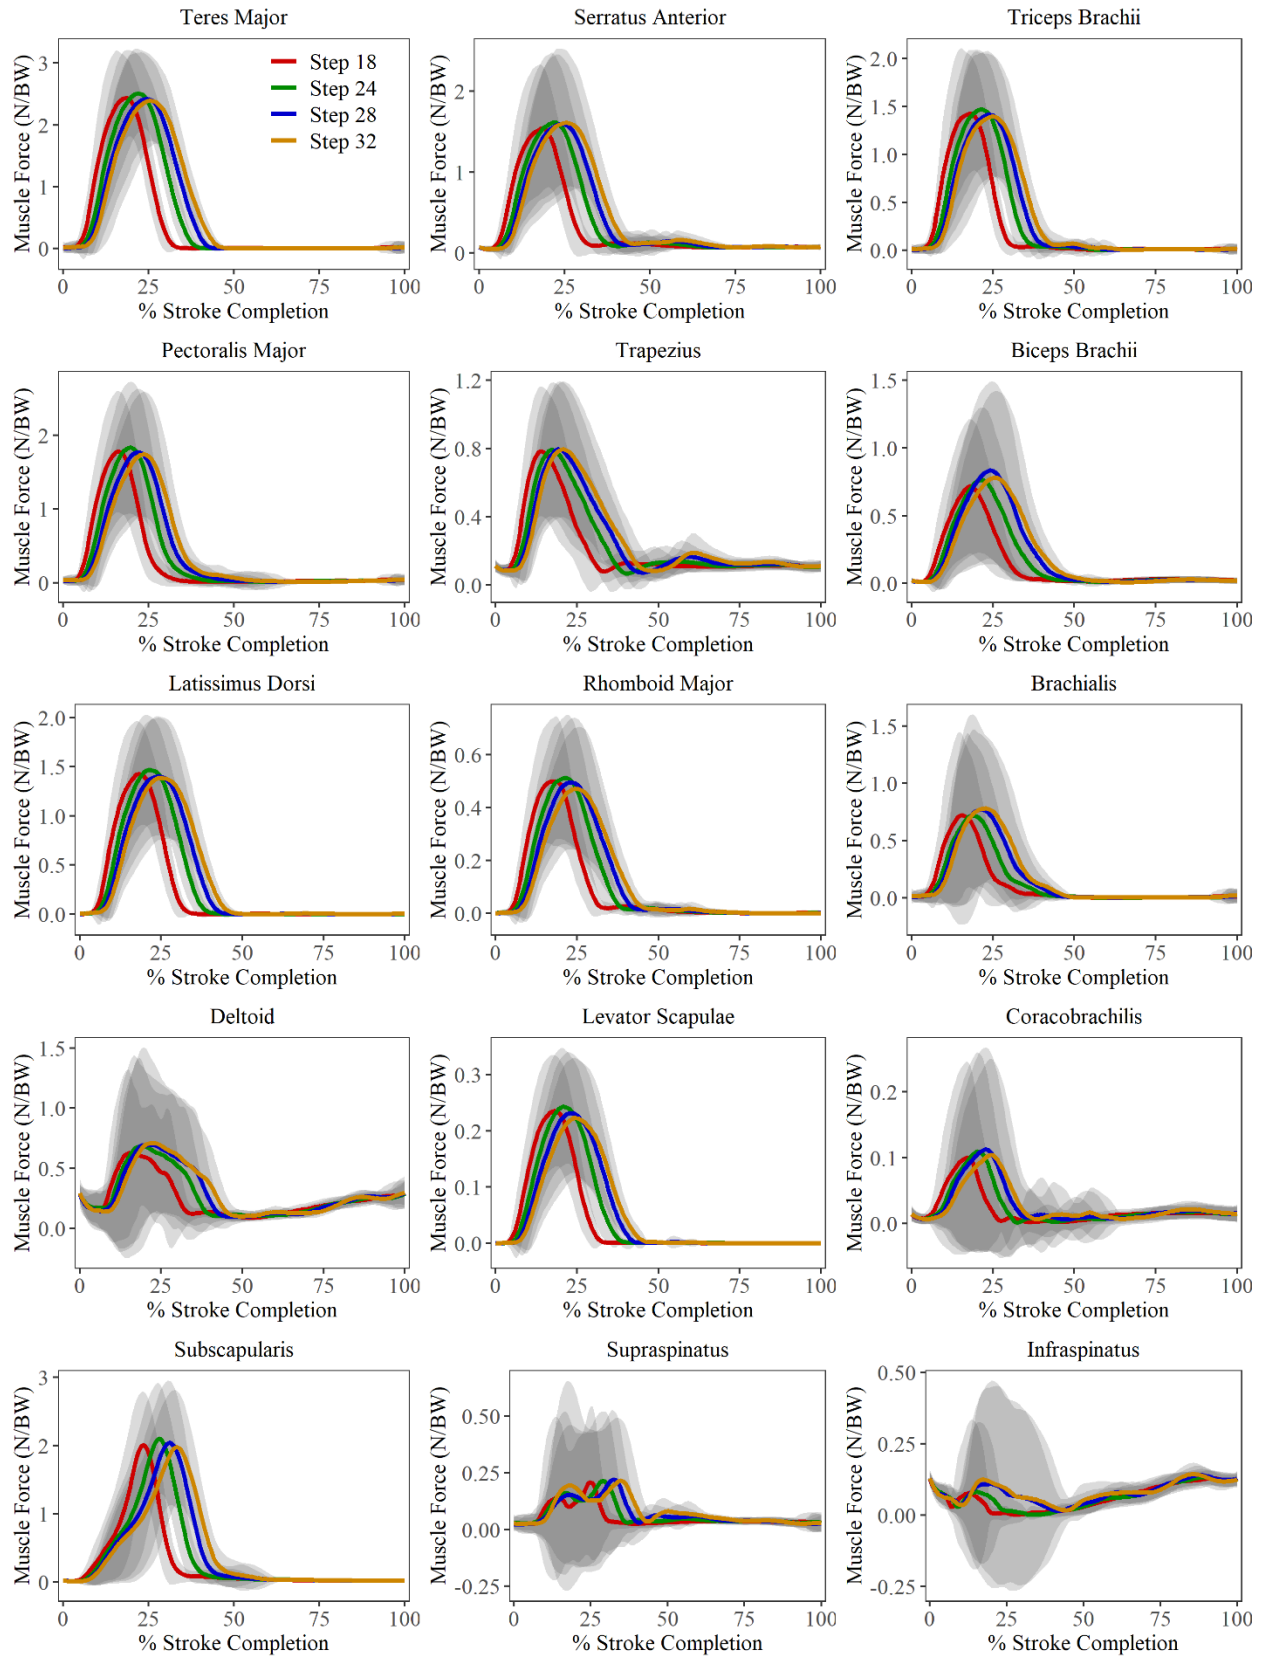 Teres Major
Serratus Anterior
Triceps Brachii
Muscle Force (N/BW)
3
2
1
0
Step 18
Step 24
Step 28
Step 32
0 25 50 75 100
% Stroke Completion
Muscle Force (N/BW)
2
1
0
0 25 50 75 100
% Stroke Completion
Muscle Force (N/BW)
2.0
1.5
1.0
0.5
0.0
0 25 50 75 100
% Stroke Completion
Pectoralis Major
Trapezius
Biceps Brachii
Muscle Force (N/BW)
2
1
0
0 25 50 75 100
% Stroke Completion
Muscle Force (N/BW)
1.2
0.8
0.4
0.0
0 25 50 75 100
% Stroke Completion
Muscle Force (N/BW)
1.5
1.0
0.5
0.0
0 25 50 75 100
% Stroke Completion
Latissimus Dorsi
Rhomboid Major
Brachialis
Muscle Force (N/BW)
2.0
1.5
1.0
0.5
0.0
0 25 50 75 100
% Stroke Completion
Muscle Force (N/BW)
0.6
0.4
0.2
0.0
0 25 50 75 100
% Stroke Completion
Muscle Force (N/BW)
1.5
1.0
0.5
0.0
0 25 50 75 100
% Stroke Completion
Deltoid
Levator Scapulae
Coracobrachilis
Muscle Force (N/BW)
1.5
1.0
0.5
0.0
0 25 50 75 100
% Stroke Completion
Muscle Force (N/BW)
0.3
0.2
0.1
0.0
0 25 50 75 100
% Stroke Completion
Muscle Force (N/BW)
0.2
0.1
0.0
0 25 50 75 100
% Stroke Completion
Subscapularis
Supraspinatus
Infraspinatus
Muscle Force (N/BW)
3
2
1
0
0 25 50 75 100
% Stroke Completion
Muscle Force (N/BW)
0.50
0.25
0.00
-0.25
0 25 50 75 100
% Stroke Completion
Muscle Force (N/BW)
0.50
0.25
0.00
-0.25
0 25 50 75 100
% Stroke Completion